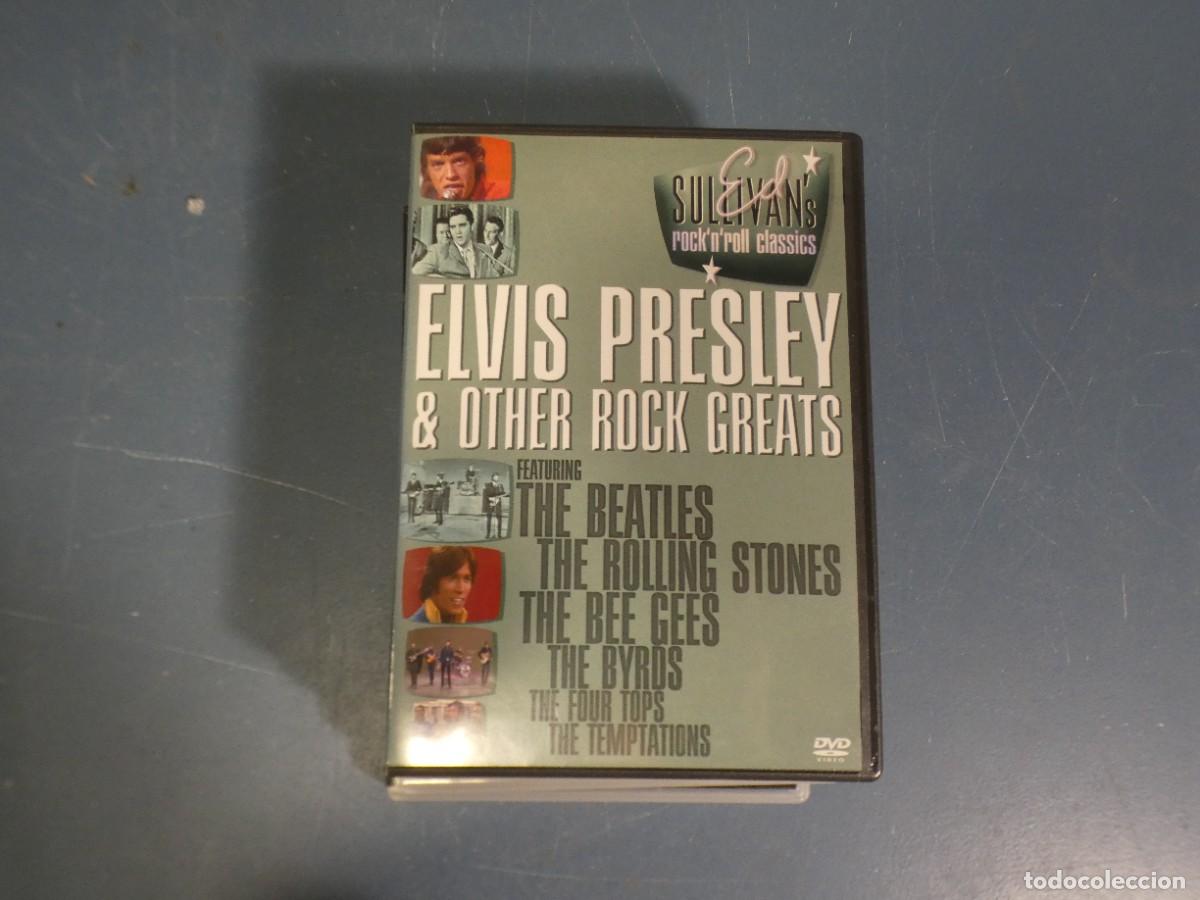 Ed
SULLIVAN's
rock'n'roll classics
ELVIS PRESLEY
& OTHER ROCK GREATS
FEATURING
THE BEATLES
THE ROLLING STONES
THE BEE GEES
THE BYRDS
THE FOUR TOPS
THE TEMPTATIONS
DVD
VIDEO
todocoleccion